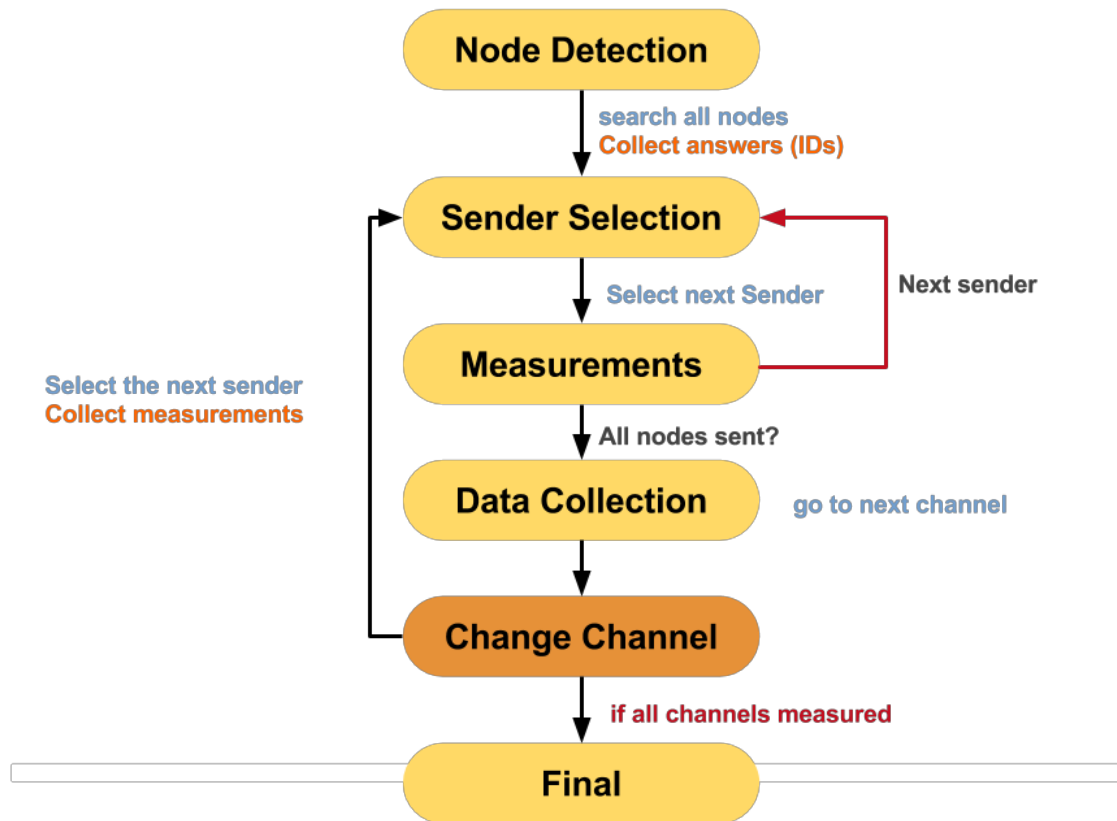 Node Detection
search all nodes
Collect answers (IDs)
Sender Selection
Select next Sender
Next sender
Measurements
Select the next sender
Collect measurements
All nodes sent?
Data Collection
go to next channel
Change Channel
if all channels measured
Final